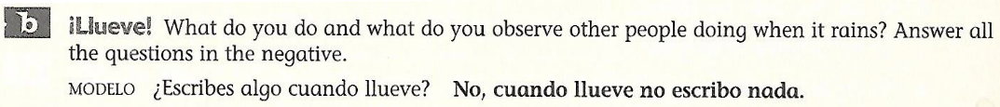 b ¡Llueve! What do you do and what do you observe other people doing when it rains? Answer all
the questions in the negative.
MODELO ¿Escribes algo cuando llueve? No, cuando llueve no escribo nada.